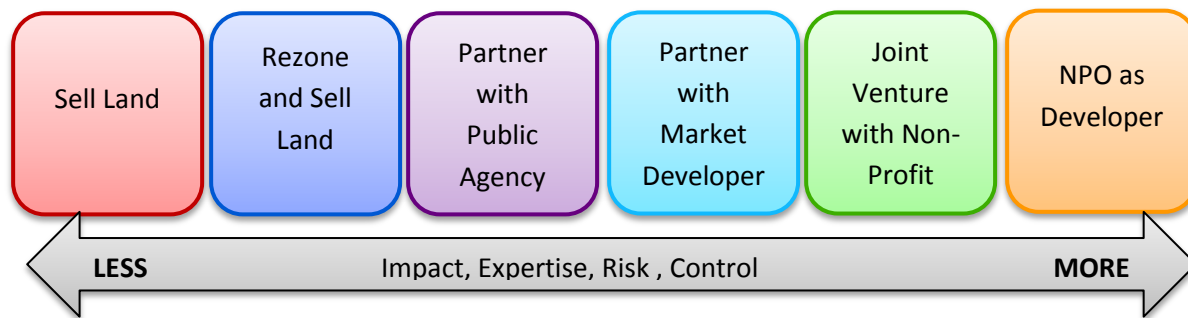 Sell Land
Rezone
and Sell
Land
Partner
with
Public
Agency
Partner
with
Market
Developer
Joint
Venture
with Non-
Profit
NPO as
Developer
LESS
Impact, Expertise, Risk , Control
MORE